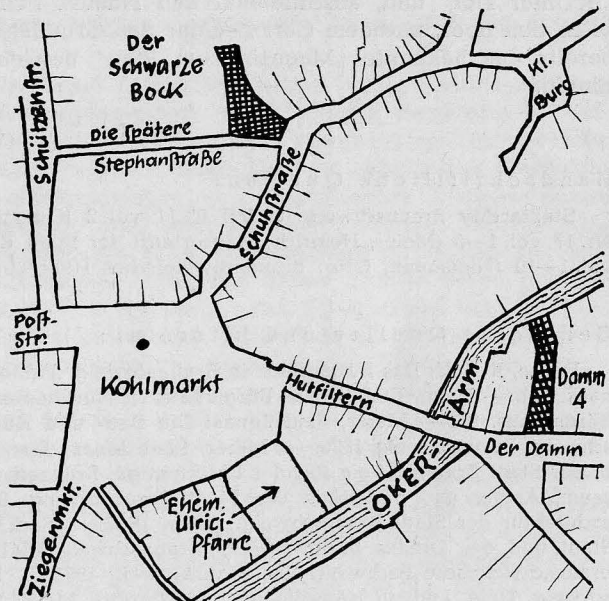 Der
Schwarze
Bock
Kl.
Burg
Schützenstr.
Die spätere
Stephanstraße
Schuhstraße
Post-
str.
Kohlmarkt
Hutfiltern
Arm
Damm
4
Der Damm
OKER-
Ehem.
Ulrici-
Pfarre
Ziegenmkt.